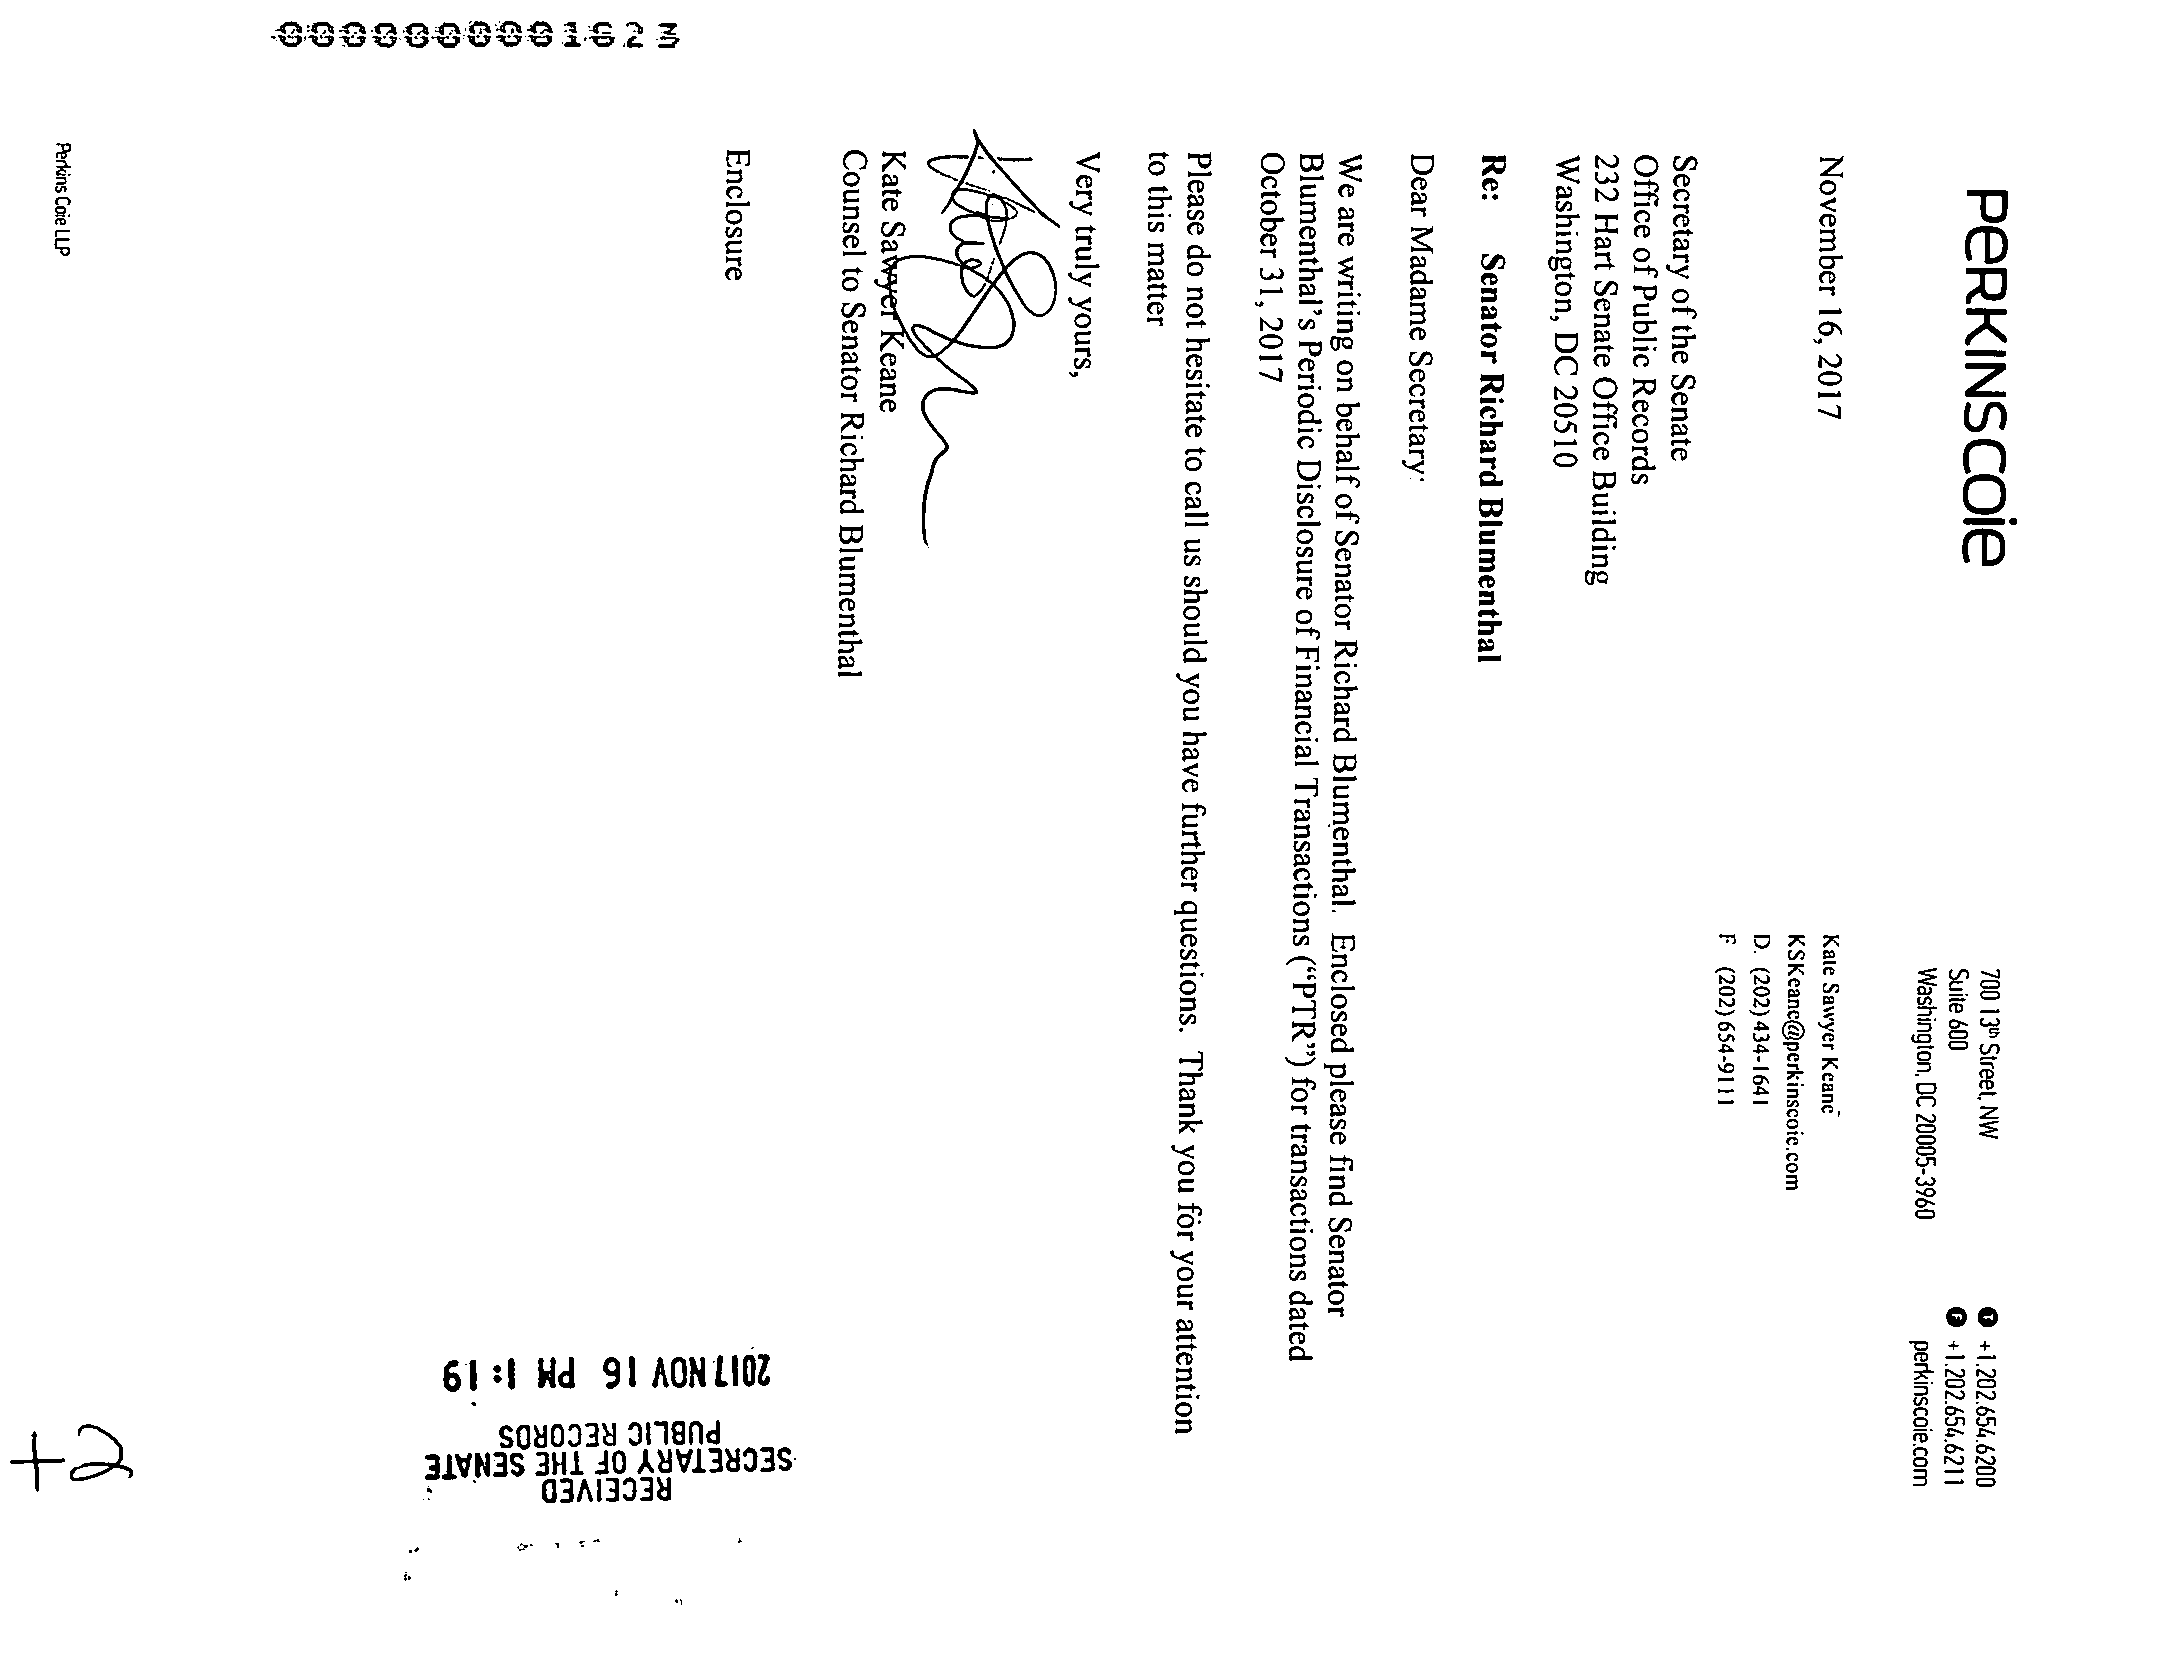 PERKINSCOIE
700 13th Street, NW
Suite 600
Washington, DC 20005-3960
T +1.202.654.6200
F +1.202.654.6211
perkinscoie.com
November 16, 2017
Kate Sawyer Keane
KSKeane@perkinscoie.com
D. (202) 434-1641
F (202) 654-9111
Secretary of the Senate
Office of Public Records
232 Hart Senate Office Building
Washington, DC 20510
Re: Senator Richard Blumenthal
Dear Madame Secretary:
We are writing on behalf of Senator Richard Blumenthal. Enclosed please find Senator
Blumenthal's Periodic Disclosure of Financial Transactions ("PTR") for transactions dated
October 31, 2017
Please do not hesitate to call us should you have further questions. Thank you for your attention
to this matter
Very truly yours,
Kate Sawyer Keane
Counsel to Senator Richard Blumenthal
Enclosure
RECEIVED
SECRETARY OF THE SENATE
PUBLIC RECORDS
2017 NOV 16 PM 1:19
Perkins Coie LLP
+2